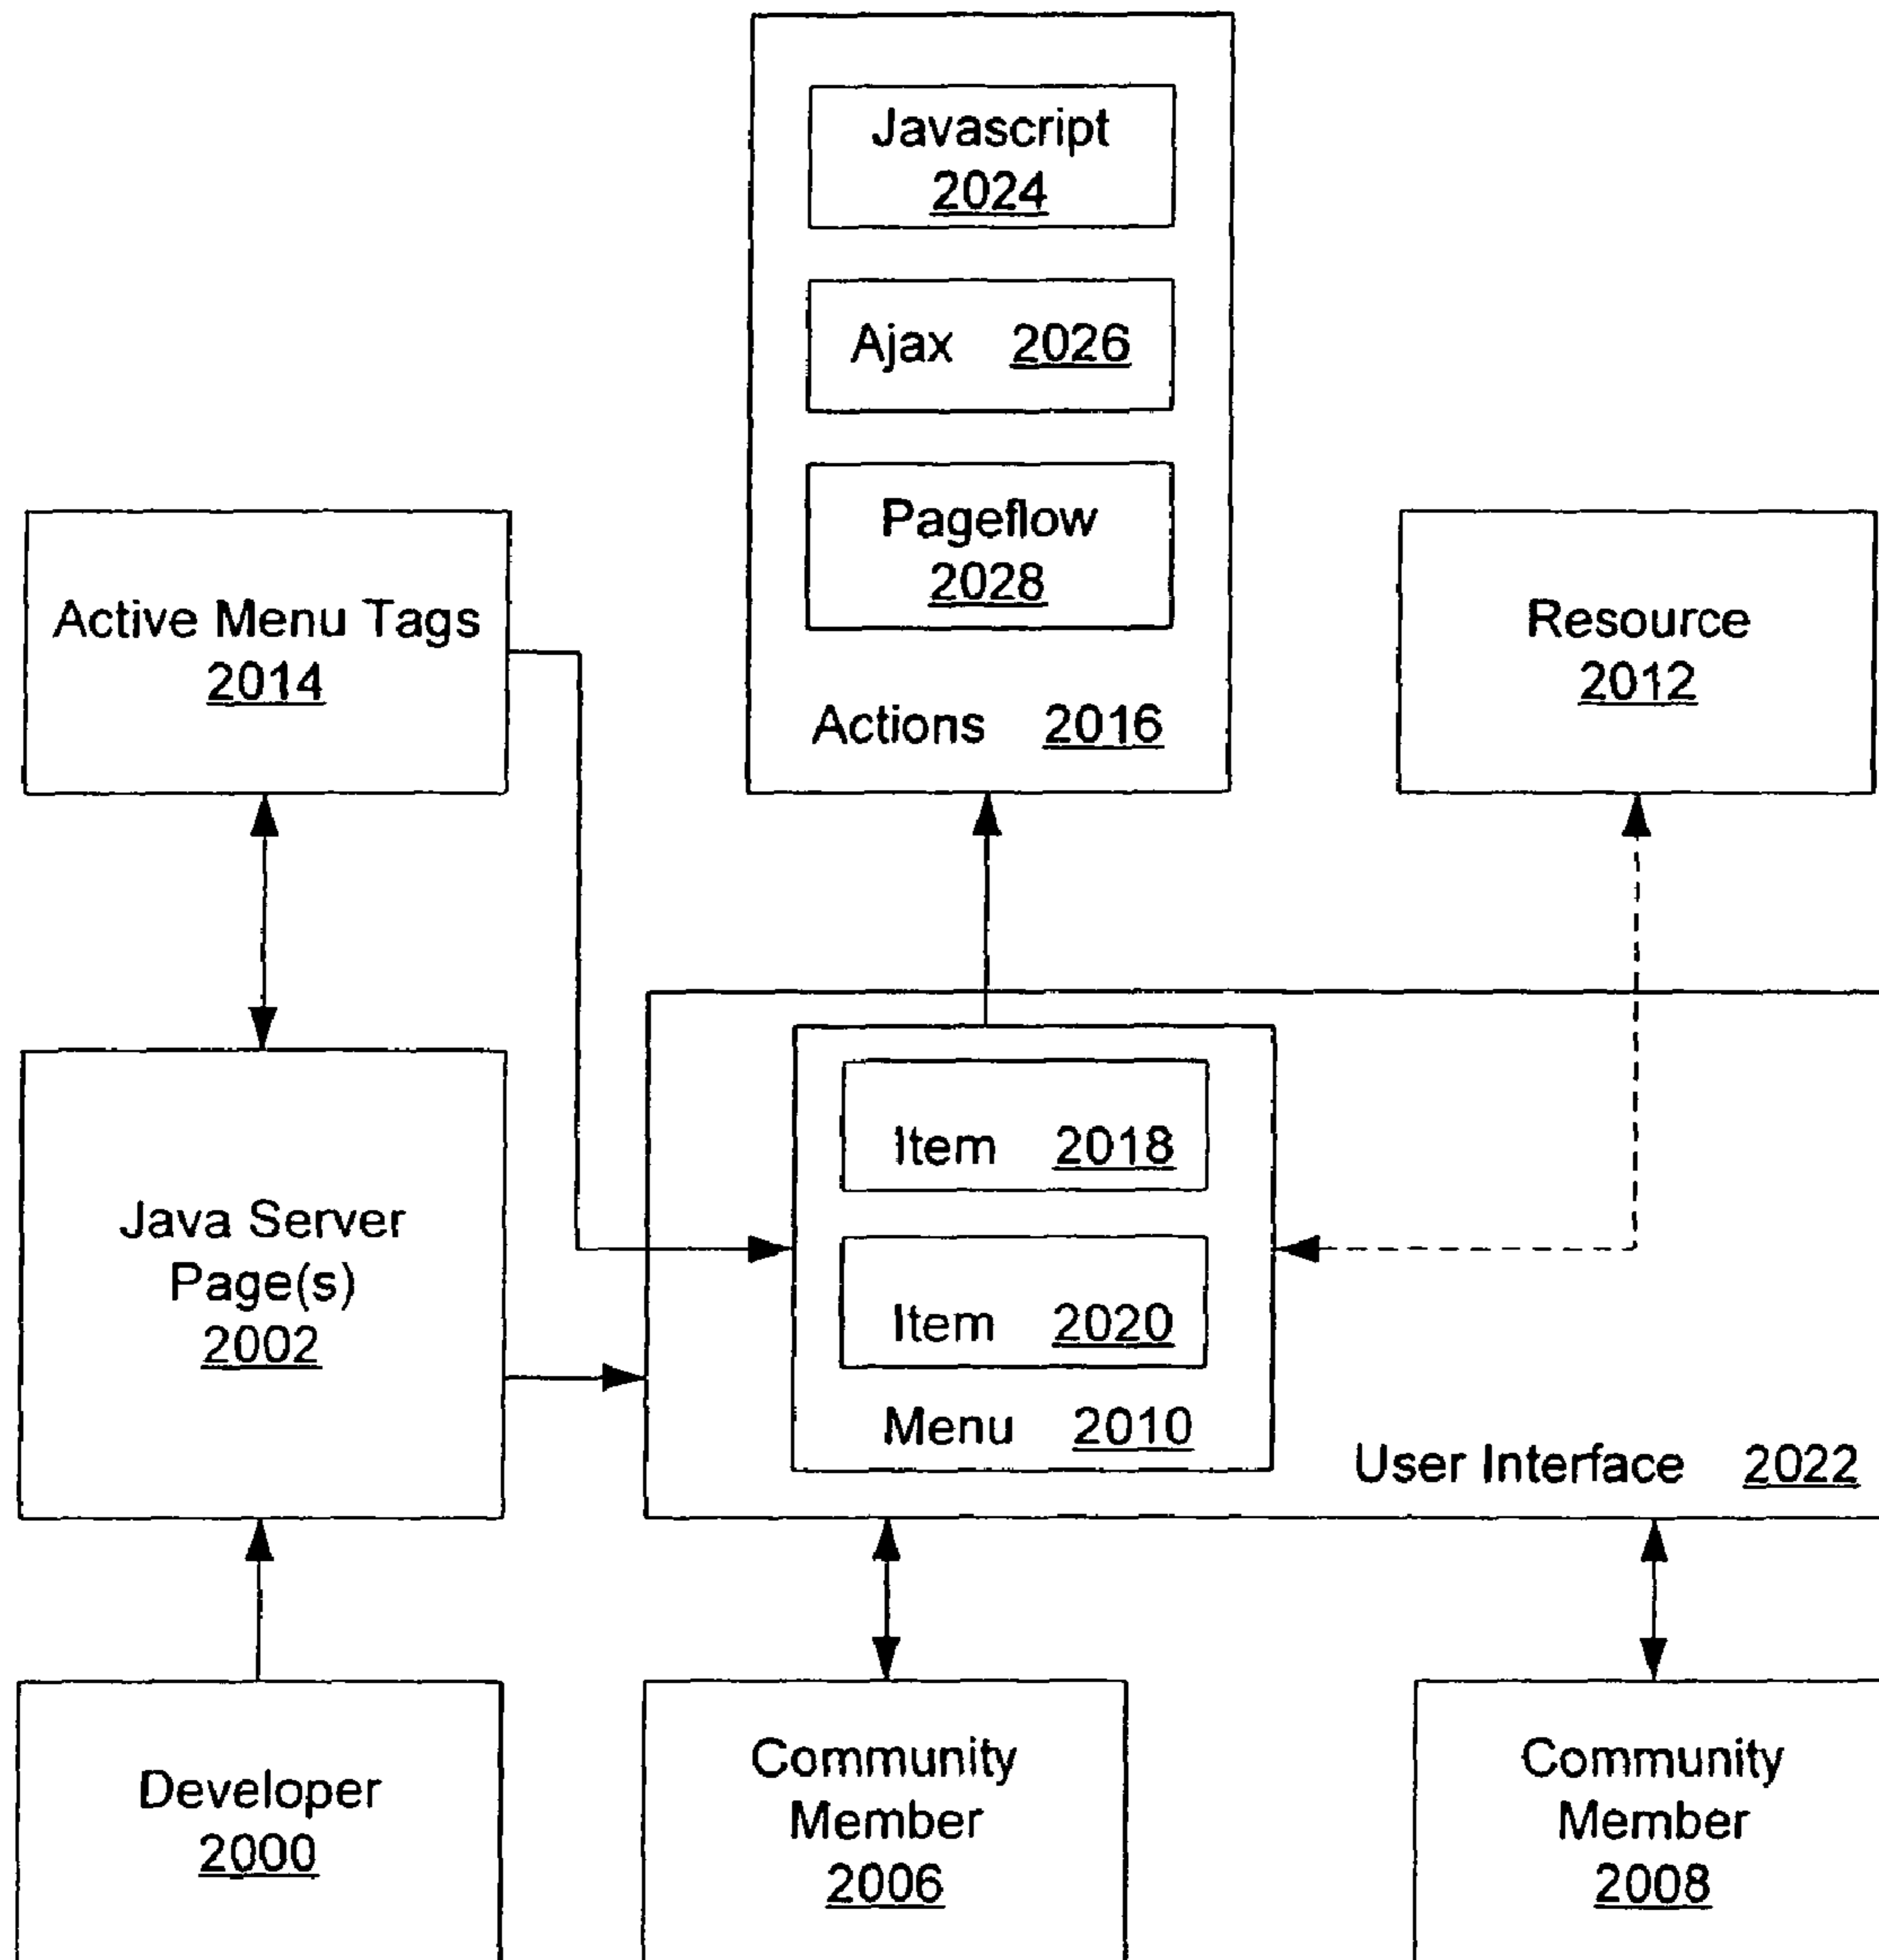 Javascript
2024
Ajax 2026
Pageflow
2028
Actions 2016
Active Menu Tags
2014
Resource
2012
Java Server
Page(s)
2002
Item 2018
Item 2020
Menu 2010
User Interface 2022
Developer
2000
Community
Member
2006
Community
Member
2008